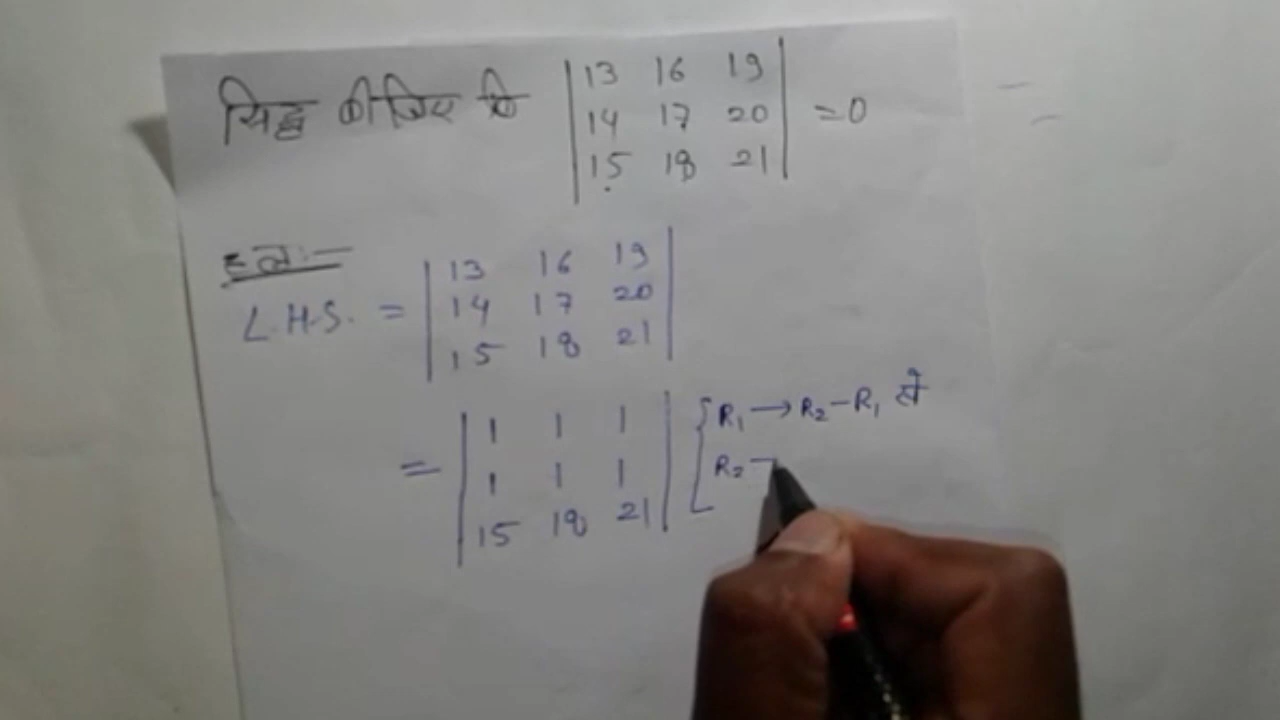 सिद्ध कीजिए कि | 13 16 19 |
| 14 17 20 | =0
| 15 18 21 |
हल:-
L.H.S. = | 13 16 19 |
| 14 17 20 |
| 15 18 21 |
= | 1 1 1 | [ R₁ → R₂ - R₁ से
| 1 1 1 | R₂ -
| 15 18 21 |